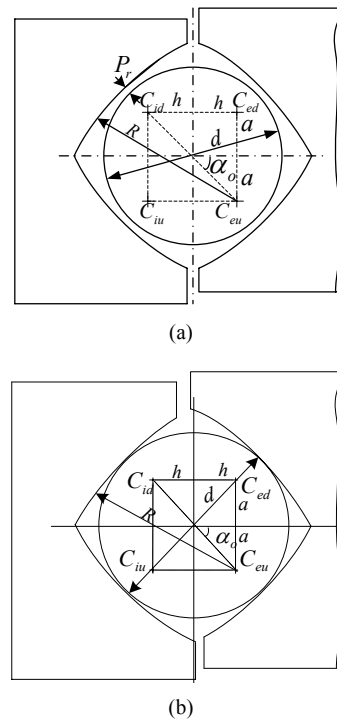 P_r
C_id h h C_ed
R d a
α_o a
C_iu C_eu
(a)
C_id h h C_ed
R d a
α_o a
C_iu C_eu
(b)